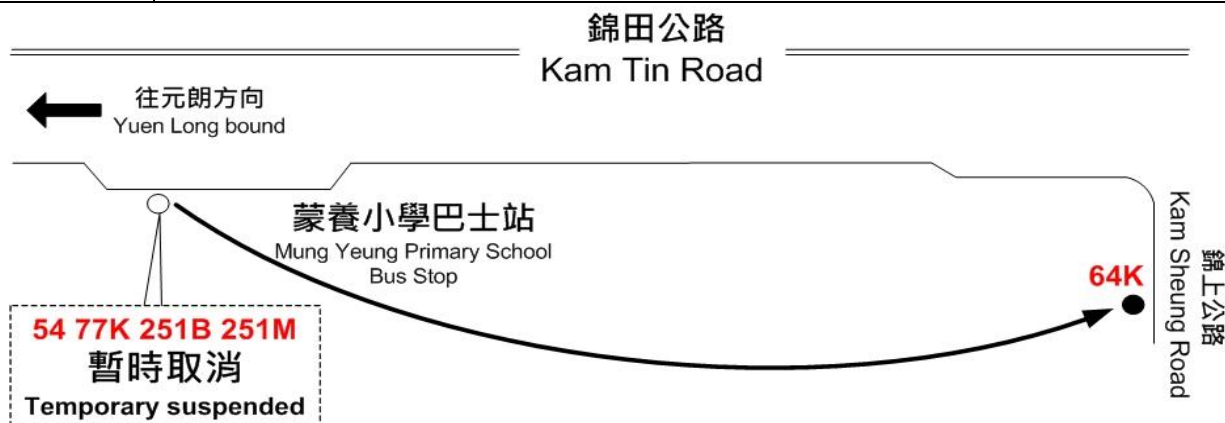 錦田公路
Kam Tin Road
往元朗方向
Yuen Long bound
蒙養小學巴士站
Mung Yeung Primary School
Bus Stop
64K
錦上公路
Kam Sheung Road
54 77K 251B 251M
暫時取消
Temporary suspended